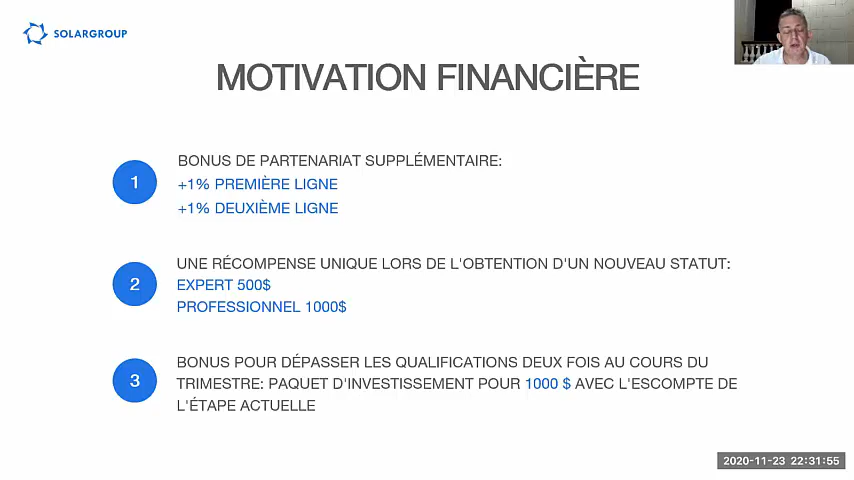 SOLARGROUP
MOTIVATION FINANCIÈRE
1
BONUS DE PARTENARIAT SUPPLÉMENTAIRE:
+1% PREMIÈRE LIGNE
+1% DEUXIÈME LIGNE
2
UNE RÉCOMPENSE UNIQUE LORS DE L'OBTENTION D'UN NOUVEAU STATUT:
EXPERT 500$
PROFESSIONNEL 1000$
3
BONUS POUR DÉPASSER LES QUALIFICATIONS DEUX FOIS AU COURS DU
TRIMESTRE: PAQUET D'INVESTISSEMENT POUR 1000 $ AVEC L'ESCOMPTE DE
L'ÉTAPE ACTUELLE
2020-11-23 22:31:55